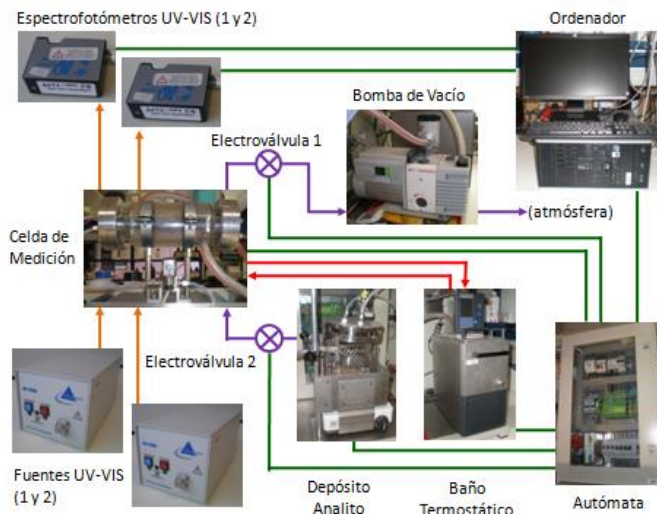 Espectrofotómetros UV-VIS (1 y 2)
Ordenador
Bomba de Vacío
Electroválvula 1
(atmósfera)
Celda de
Medición
Electroválvula 2
Fuentes UV-VIS
(1 y 2)
Depósito
Analito
Baño
Termostático
Autómata